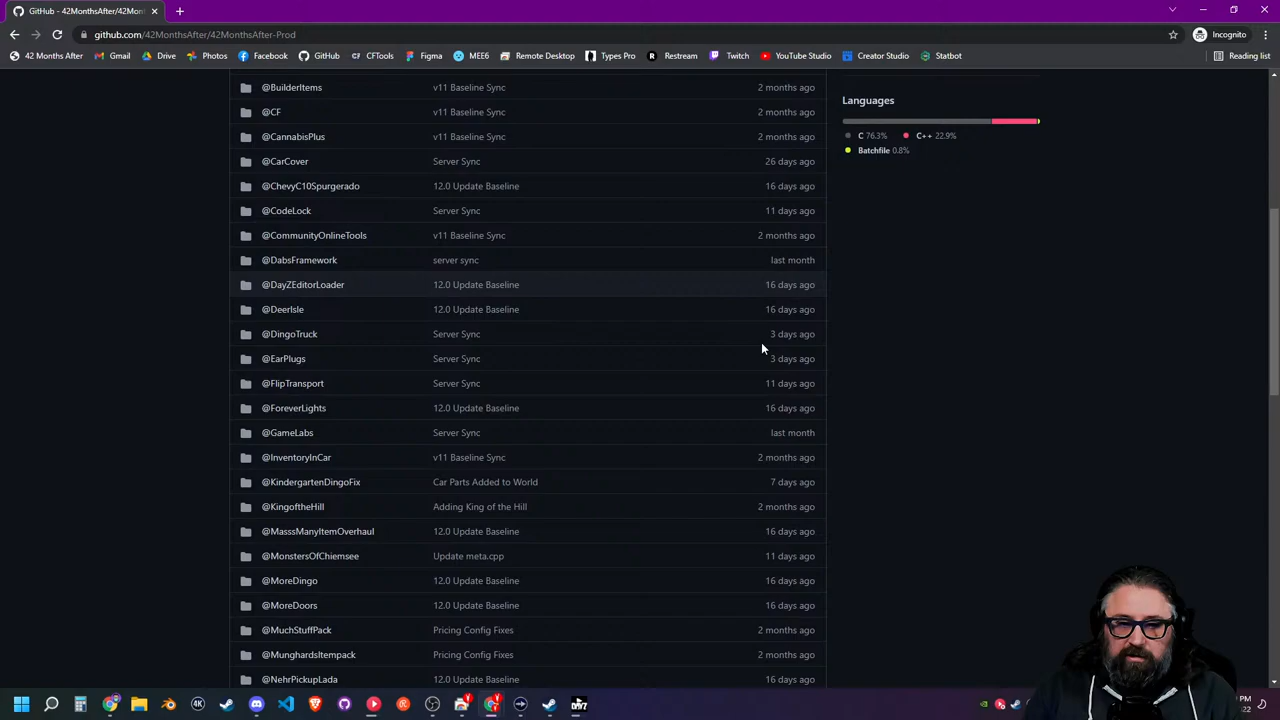 GitHub - 42MonthsAfter/42Mont
github.com/42MonthsAfter/42MonthsAfter-Prod
Incognito
42 Months After
Gmail
Drive
Photos
Facebook
GitHub
CFTools
Figma
MEE6
Remote Desktop
Types Pro
Restream
Twitch
YouTube Studio
Creator Studio
Statbot
Reading list
@BuilderItems v11 Baseline Sync 2 months ago
@CF v11 Baseline Sync 2 months ago
@CannabisPlus v11 Baseline Sync 2 months ago
@CarCover Server Sync 26 days ago
@ChevyC10Spurgerado 12.0 Update Baseline 16 days ago
@CodeLock Server Sync 11 days ago
@CommunityOnlineTools v11 Baseline Sync 2 months ago
@DabsFramework server sync last month
@DayZEditorLoader 12.0 Update Baseline 16 days ago
@DeerIsle 12.0 Update Baseline 16 days ago
@DingoTruck Server Sync 3 days ago
@EarPlugs Server Sync 3 days ago
@FlipTransport Server Sync 11 days ago
@ForeverLights 12.0 Update Baseline 16 days ago
@GameLabs Server Sync last month
@InventoryInCar v11 Baseline Sync 2 months ago
@KindergartenDingoFix Car Parts Added to World 7 days ago
@KingoftheHill Adding King of the Hill 2 months ago
@MasssManyItemOverhaul 12.0 Update Baseline 16 days ago
@MonstersOfChiemsee Update meta.cpp 11 days ago
@MoreDingo 12.0 Update Baseline 16 days ago
@MoreDoors 12.0 Update Baseline 16 days ago
@MuchStuffPack Pricing Config Fixes 2 months ago
@MunghardsItempack Pricing Config Fixes 2 months ago
@NehrPickupLada 12.0 Update Baseline 16 days ago
Languages
C 76.3% C++ 22.9%
Batchfile 0.8%
4K
PM
22